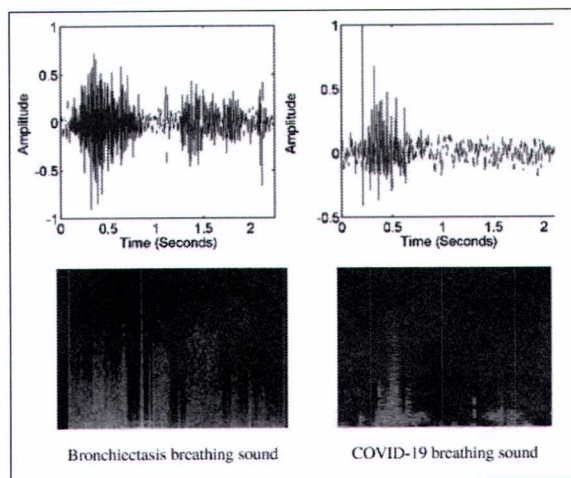 1
0.5
0
-0.5
-1
Amplitude
0 0.5 1 1.5 2
Time (Seconds)
1
0.5
0
-0.5
Amplitude
0 0.5 1 1.5 2
Time (Seconds)
Bronchiectasis breathing sound
COVID-19 breathing sound